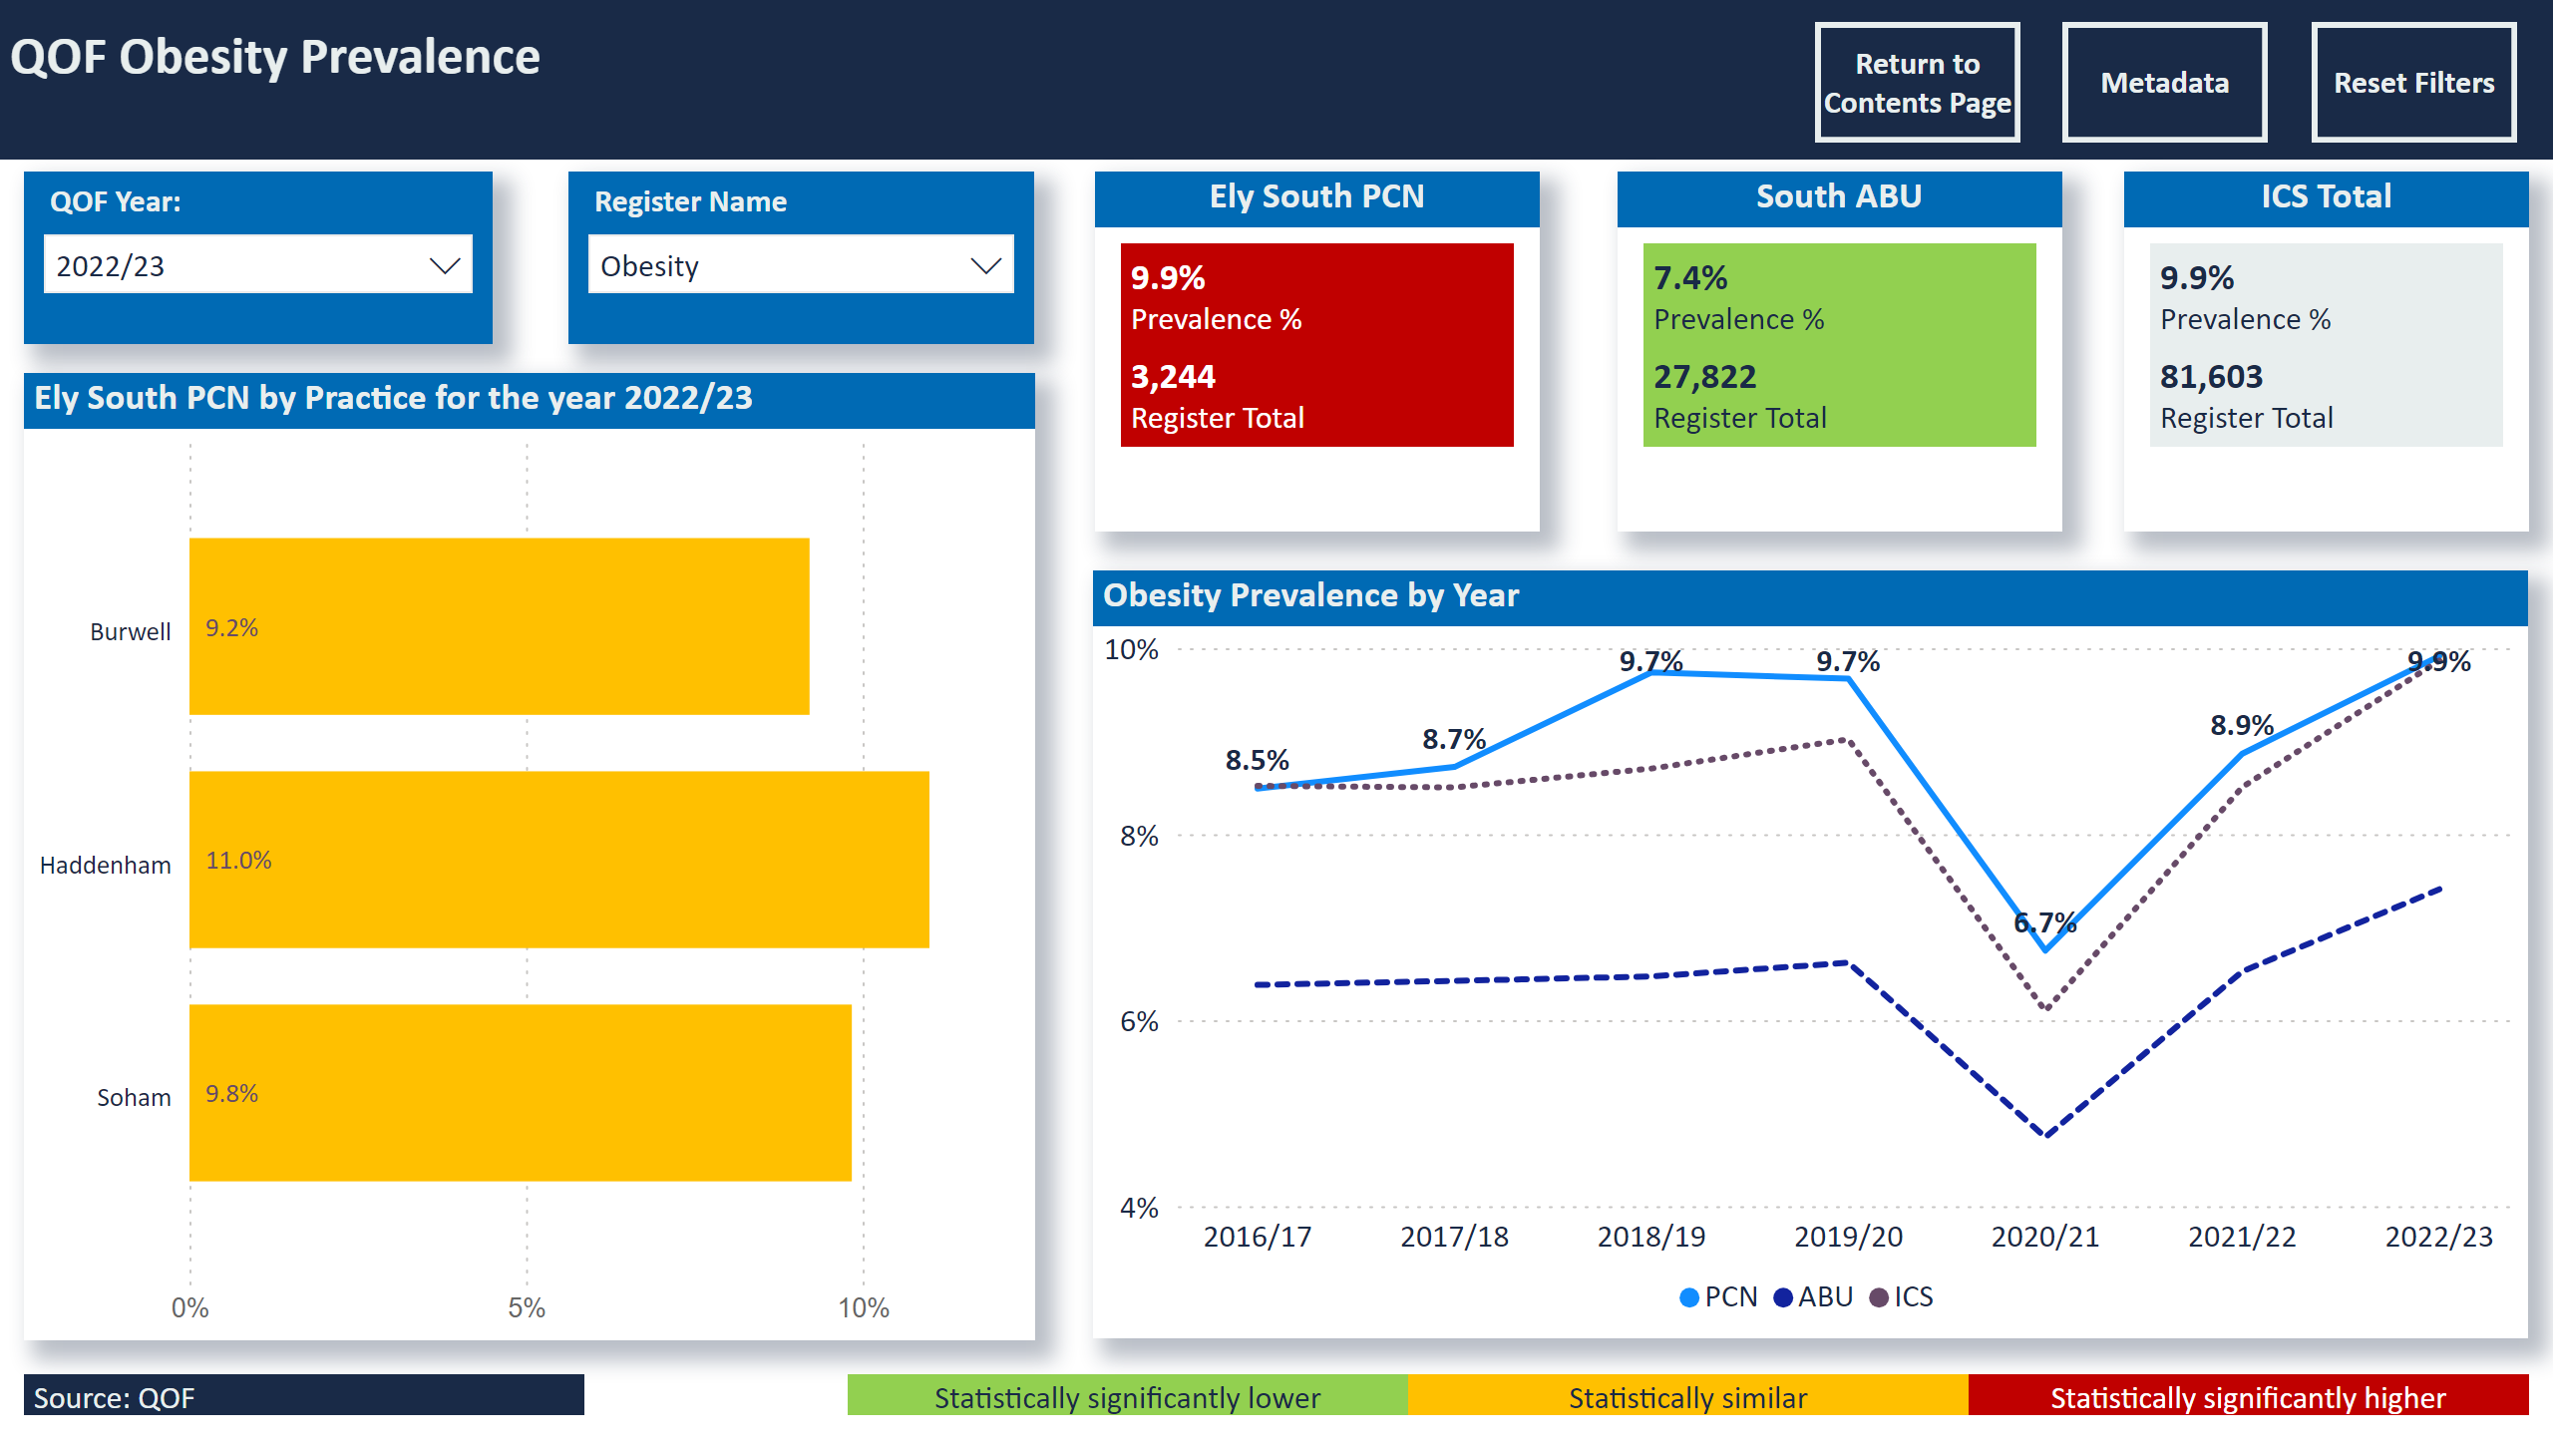 QOF Obesity Prevalence
Return to
Contents Page
Metadata
Reset Filters
QOF Year:
2022/23
Register Name
Obesity
Ely South PCN
9.9%
Prevalence %
3,244
Register Total
South ABU
7.4%
Prevalence %
27,822
Register Total
ICS Total
9.9%
Prevalence %
81,603
Register Total
Ely South PCN by Practice for the year 2022/23
Burwell
9.2%
Haddenham
11.0%
Soham
9.8%
0%
5%
10%
Obesity Prevalence by Year
10%
8%
6%
4%
8.5%
8.7%
9.7%
9.7%
6.7%
8.9%
9.9%
2016/17
2017/18
2018/19
2019/20
2020/21
2021/22
2022/23
PCN
ABU
ICS
Source: QOF
Statistically significantly lower
Statistically similar
Statistically significantly higher